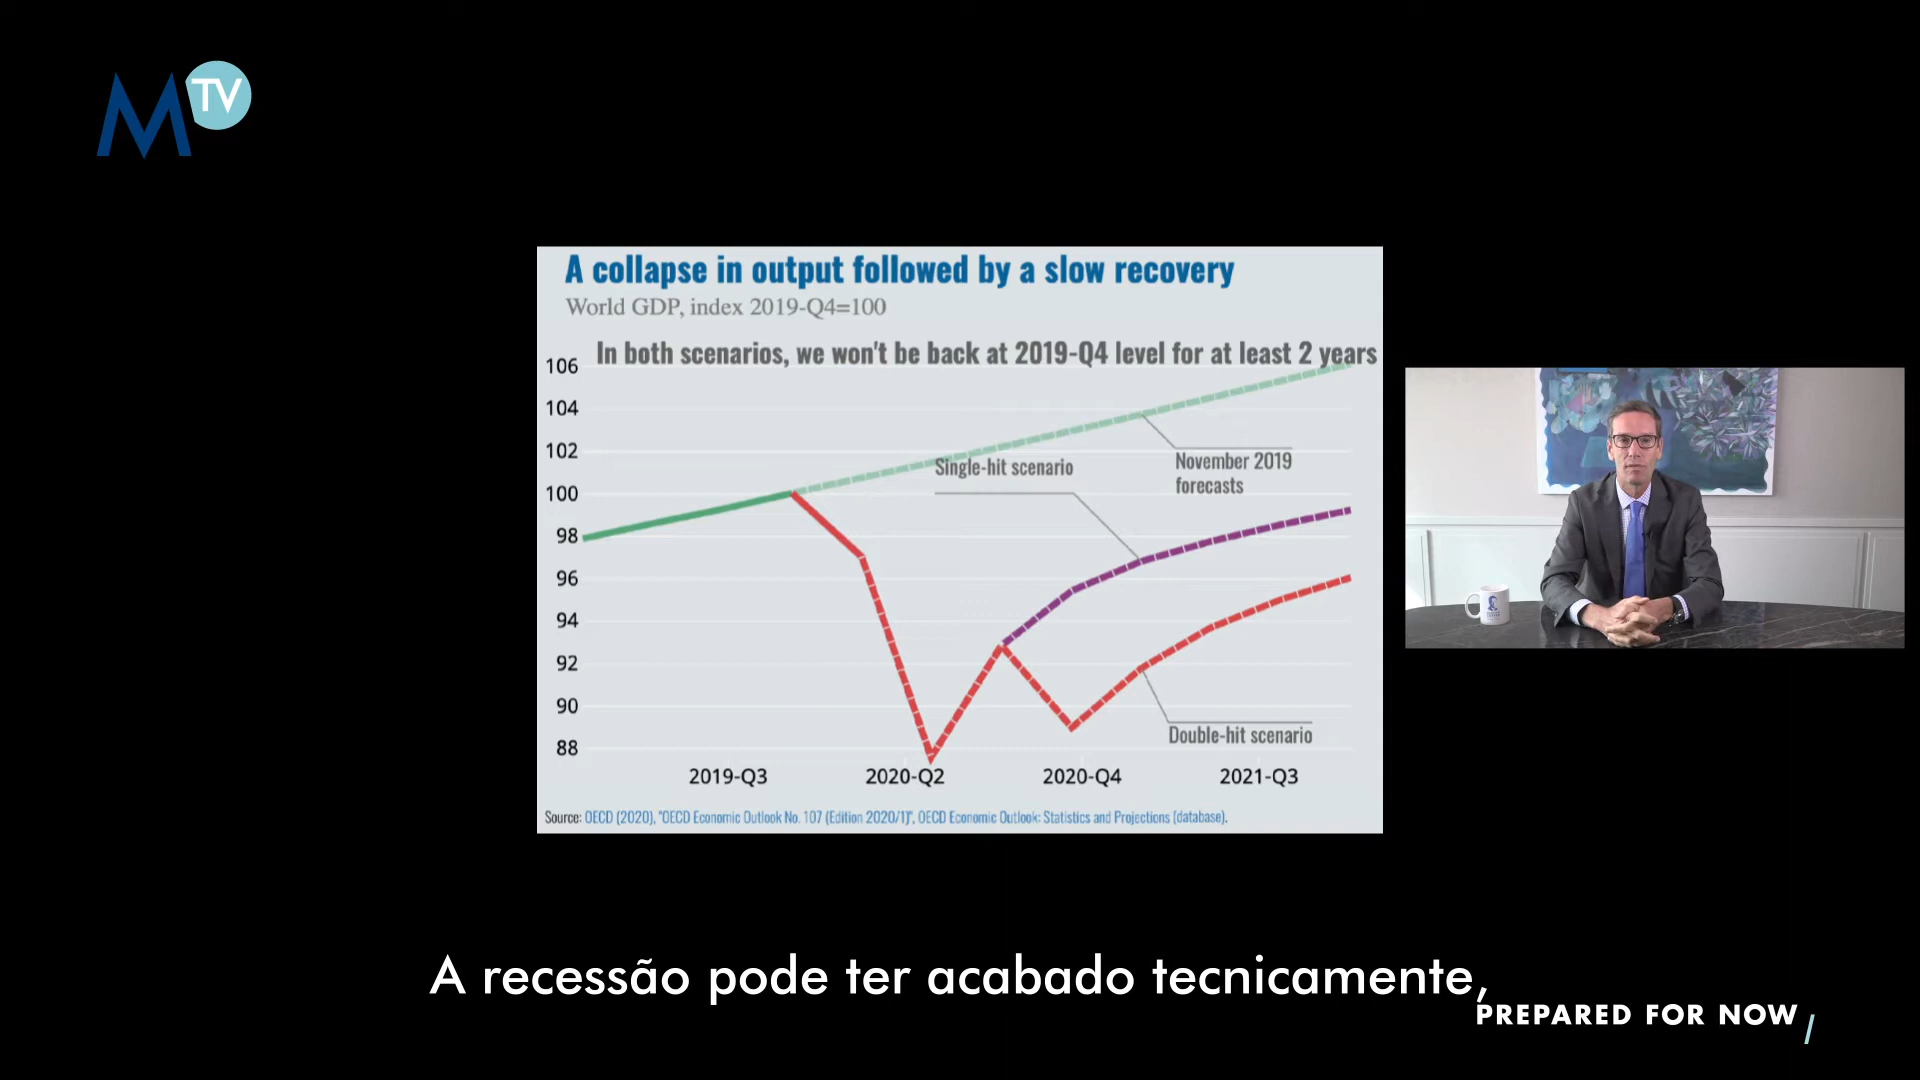 M TV
A collapse in output followed by a slow recovery
World GDP, index 2019-Q4=100
In both scenarios, we won't be back at 2019-Q4 level for at least 2 years
106
104
102
100
98
96
94
92
90
88
Single-hit scenario
November 2019
forecasts
Double-hit scenario
2019-Q3 2020-Q2 2020-Q4 2021-Q3
Source: OECD (2020), "OECD Economic Outlook No. 107 (Edition 2020/1)", OECD Economic Outlook: Statistics and Projections (database).
A recessão pode ter acabado tecnicamente,
PREPARED FOR NOW /